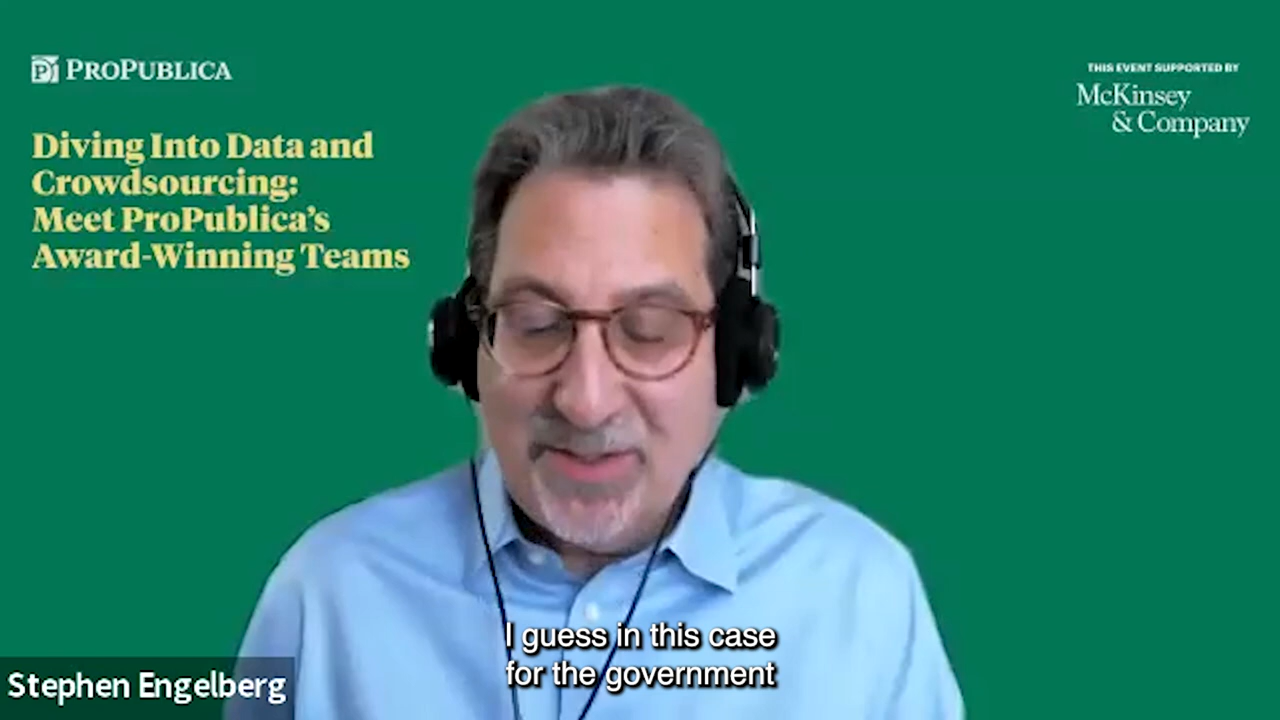 PROPUBLICA
Diving Into Data and
Crowdsourcing:
Meet ProPublica's
Award-Winning Teams
THIS EVENT SUPPORTED BY
McKinsey
& Company
I guess in this case
for the government
Stephen Engelberg